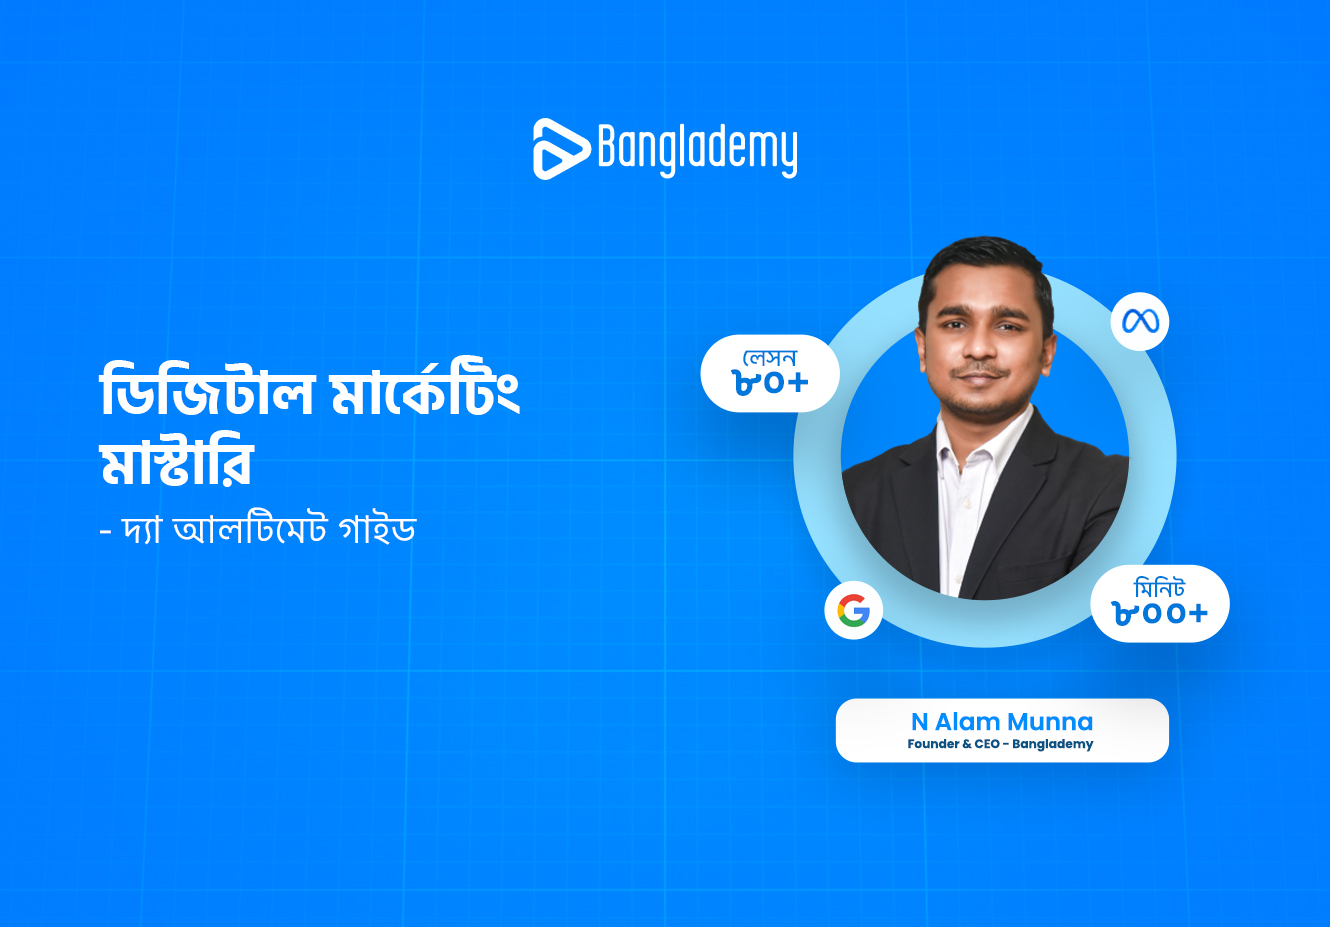 Banglademy
ডিজিটাল মার্কেটিং
মাস্টারি
- দ্যা আলটিমেট গাইড
লেসন
৮০+
মিনিট
৮০০+
N Alam Munna
Founder & CEO - Banglademy